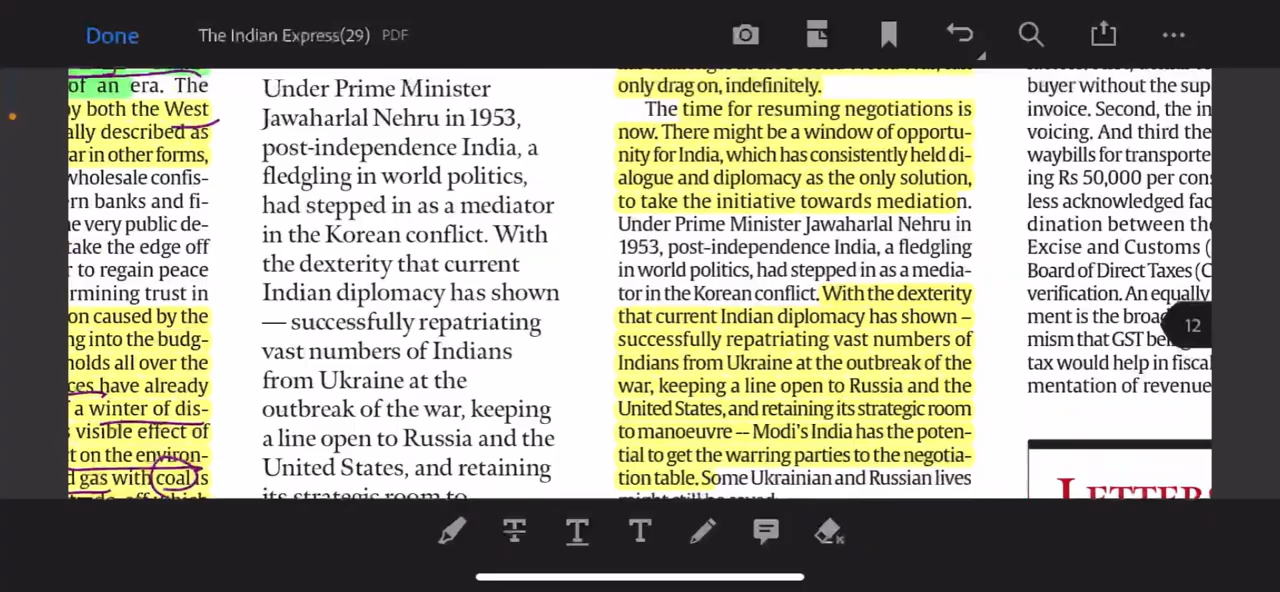 Done
The Indian Express(29) PDF
of an era. The
by both the West
ally described as
ar in other forms,
wholesale confis-
rn banks and fi-
e very public de-
take the edge off
r to regain peace
rmining trust in
on caused by the
ng into the budg-
holds all over the
ces have already
a winter of dis-
visible effect of
t on the environ-
d gas with coal is
Under Prime Minister
Jawaharlal Nehru in 1953,
post-independence India, a
fledgling in world politics,
had stepped in as a mediator
in the Korean conflict. With
the dexterity that current
Indian diplomacy has shown
— successfully repatriating
vast numbers of Indians
from Ukraine at the
outbreak of the war, keeping
a line open to Russia and the
United States, and retaining
its strategic room to
only drag on, indefinitely.
The time for resuming negotiations is
now. There might be a window of opportu-
nity for India, which has consistently held di-
alogue and diplomacy as the only solution,
to take the initiative towards mediation.
Under Prime Minister Jawaharlal Nehru in
1953, post-independence India, a fledgling
in world politics, had stepped in as a media-
tor in the Korean conflict. With the dexterity
that current Indian diplomacy has shown –
successfully repatriating vast numbers of
Indians from Ukraine at the outbreak of the
war, keeping a line open to Russia and the
United States, and retaining its strategic room
to manoeuvre -- Modi's India has the poten-
tial to get the warring parties to the negotia-
tion table. Some Ukrainian and Russian lives
might still be saved.
buyer without the sup
invoice. Second, the in
voicing. And third the
waybills for transporte
ing Rs 50,000 per cons
less acknowledged fac
dination between the
Excise and Customs (
Board of Direct Taxes (C
verification. An equally
ment is the broad
mism that GST being
tax would help in fiscal
mentation of revenue
12
LETTERS